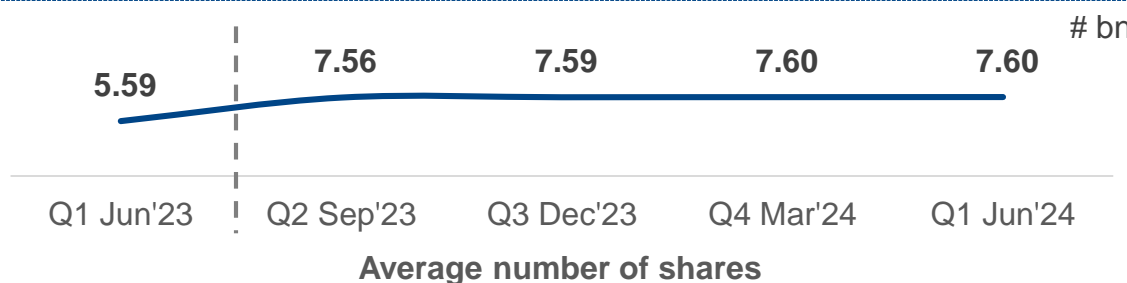 # bn
5.59 7.56 7.59 7.60 7.60
Q1 Jun'23 Q2 Sep'23 Q3 Dec'23 Q4 Mar'24 Q1 Jun'24
Average number of shares